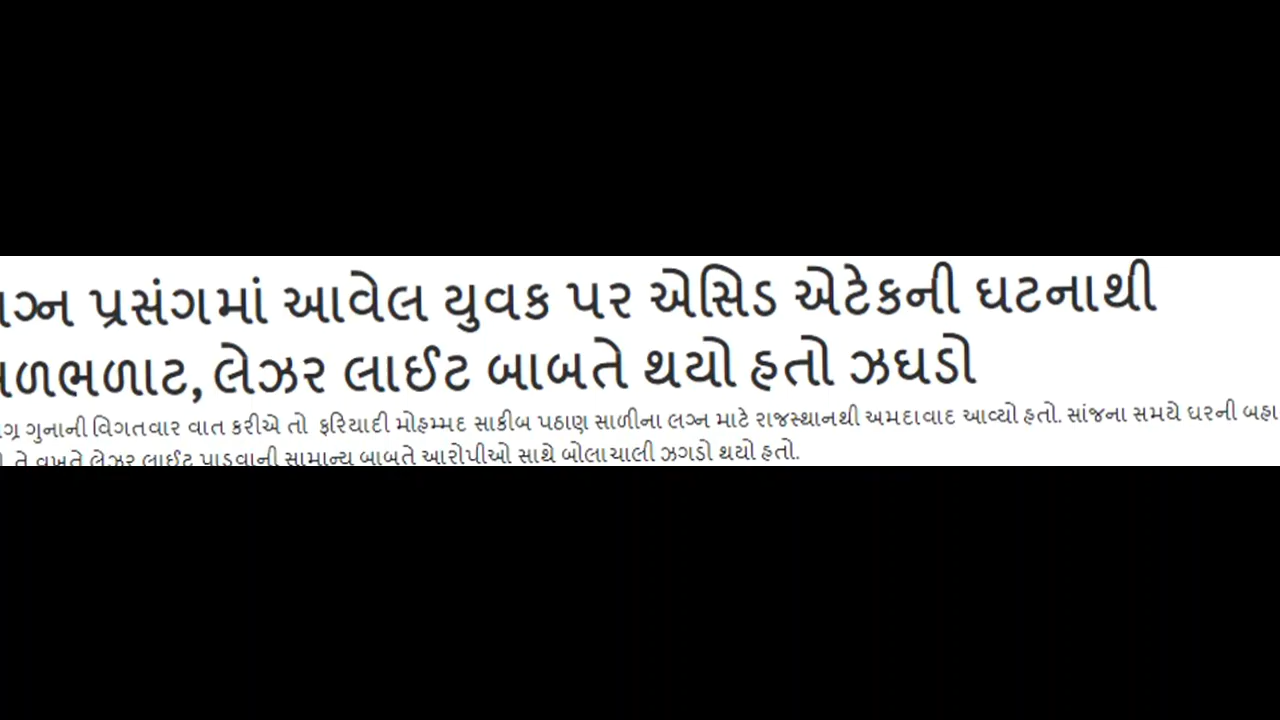 પ્રસંગમાં આવેલ યુવક પર એસિડ એટેકની ઘટનાથી
લેઝર લાઈટ બાબતે થયો હતો ઝઘડો
ગુનાની વિગતવાર વાત કરીએ તો ફરિયાદી મોહમ્મદ સાકીબ પઠાણ સાળીના લગ્ન માટે રાજસ્થાનથી અમદાવાદ આવ્યો હતો. સાંજના સમયે ઘરની
તે વખતે લેઝર લાઈટ પાડવાની સામાન્ય બાબતે આરોપીઓ સાથે બોલાચાલી ઝગડો થયો હતો.